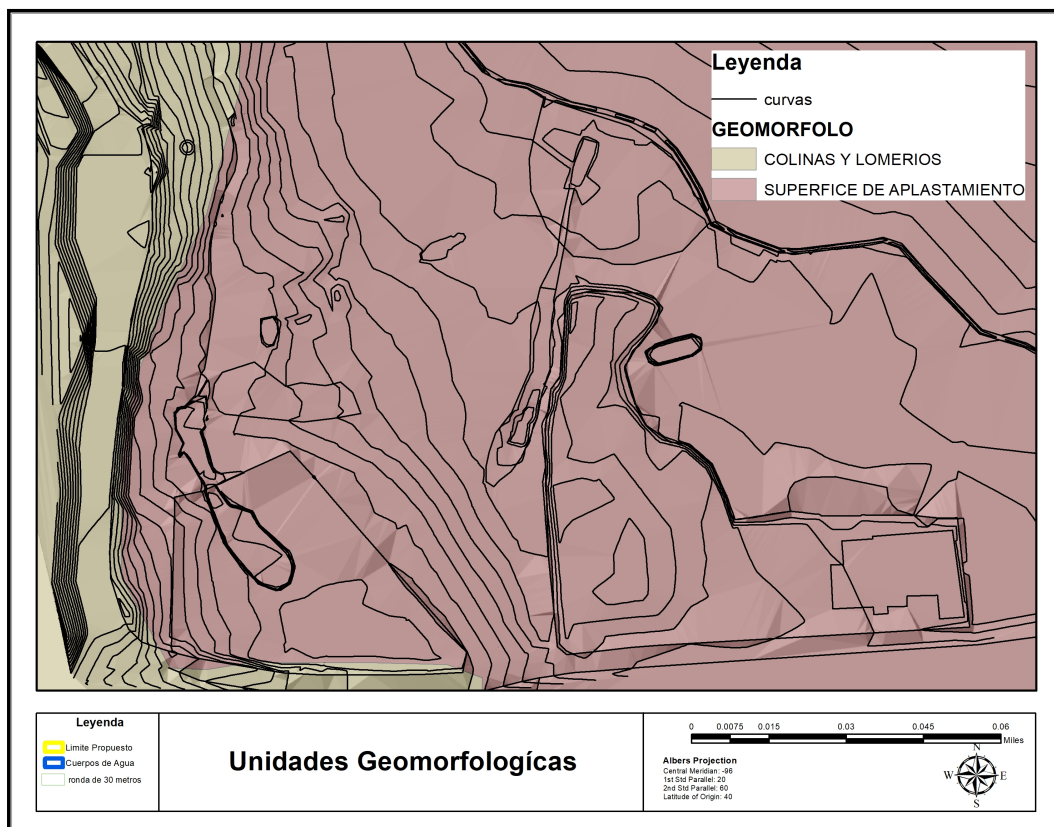 Leyenda
curvas
GEOMORFOLO
COLINAS Y LOMERIOS
SUPERFICE DE APLASTAMIENTO
Leyenda
Limite Propuesto
Cuerpos de Agua
ronda de 30 metros
Unidades Geomorfologícas
0 0.0075 0.015 0.03 0.045 0.06
Miles
Albers Projection
Central Meridian: -96
1st Std Parallel: 20
2nd Std Parallel: 60
Latitude of Origin: 40
N
W E
S